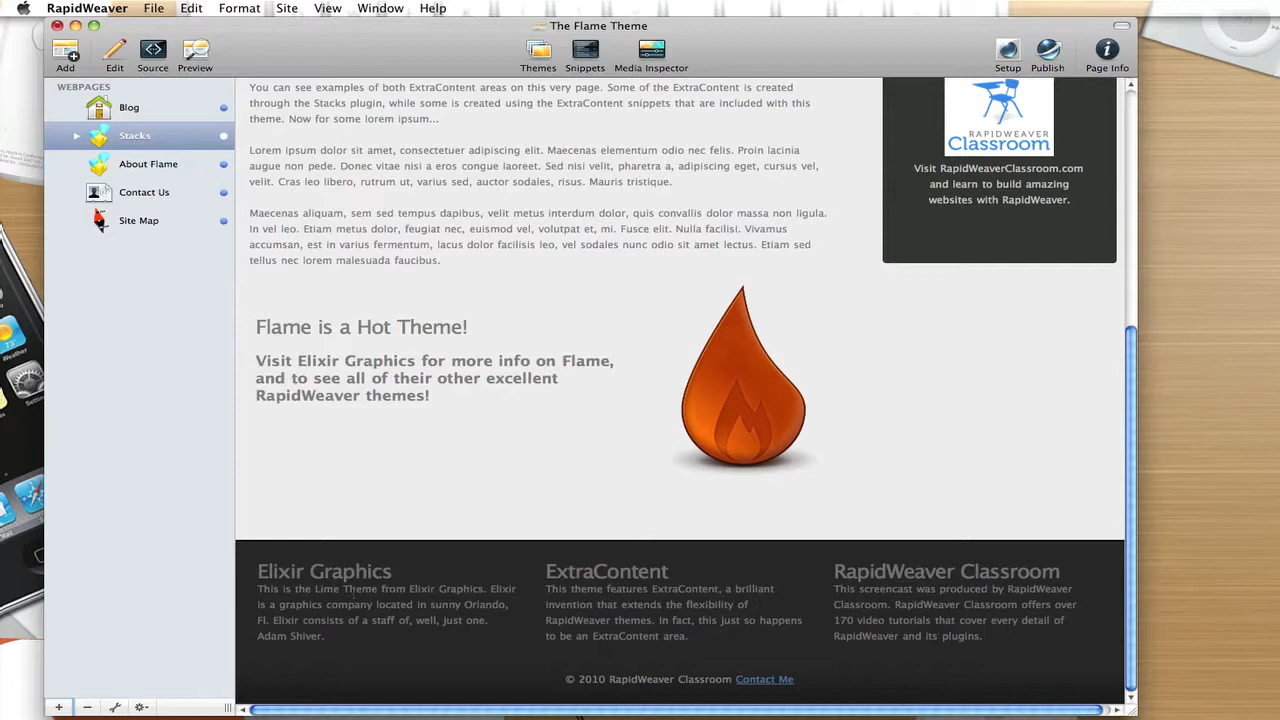 RapidWeaver File Edit Format Site View Window Help
The Flame Theme
Add Edit Source Preview Themes Snippets Media Inspector Setup Publish Page Info
WEBPAGES
Blog
Stacks
About Flame
Contact Us
Site Map
You can see examples of both ExtraContent areas on this very page. Some of the ExtraContent is created
through the Stacks plugin, while some is created using the ExtraContent snippets that are included with this
theme. Now for some lorem ipsum...
Lorem ipsum dolor sit amet, consectetuer adipiscing elit. Maecenas elementum odio nec felis. Proin lacinia
augue non pede. Donec vitae nisi a eros congue laoreet. Sed nisi velit, pharetra a, adipiscing eget, cursus vel,
velit. Cras leo libero, rutrum ut, varius sed, auctor sodales, risus. Mauris tristique.
Maecenas aliquam, sem sed tempus dapibus, velit metus interdum dolor, quis convallis dolor massa non ligula.
In vel leo. Etiam metus dolor, feugiat nec, euismod vel, volutpat et, mi. Fusce elit. Nulla facilisi. Vivamus
accumsan, est in varius fermentum, lacus dolor facilisis leo, vel sodales nunc odio sit amet lectus. Etiam sed
tellus nec lorem malesuada faucibus.
Flame is a Hot Theme!
Visit Elixir Graphics for more info on Flame,
and to see all of their other excellent
RapidWeaver themes!
RAPIDWEAVER
Classroom
Visit RapidWeaverClassroom.com
and learn to build amazing
websites with RapidWeaver.
Elixir Graphics
This is the Lime Theme from Elixir Graphics. Elixir
is a graphics company located in sunny Orlando,
Fl. Elixir consists of a staff of, well, just one.
Adam Shiver.
ExtraContent
This theme features ExtraContent, a brilliant
invention that extends the flexibility of
RapidWeaver themes. In fact, this just so happens
to be an ExtraContent area.
RapidWeaver Classroom
This screencast was produced by RapidWeaver
Classroom. RapidWeaver Classroom offers over
170 video tutorials that cover every detail of
RapidWeaver and its plugins.
© 2010 RapidWeaver Classroom Contact Me
Weather